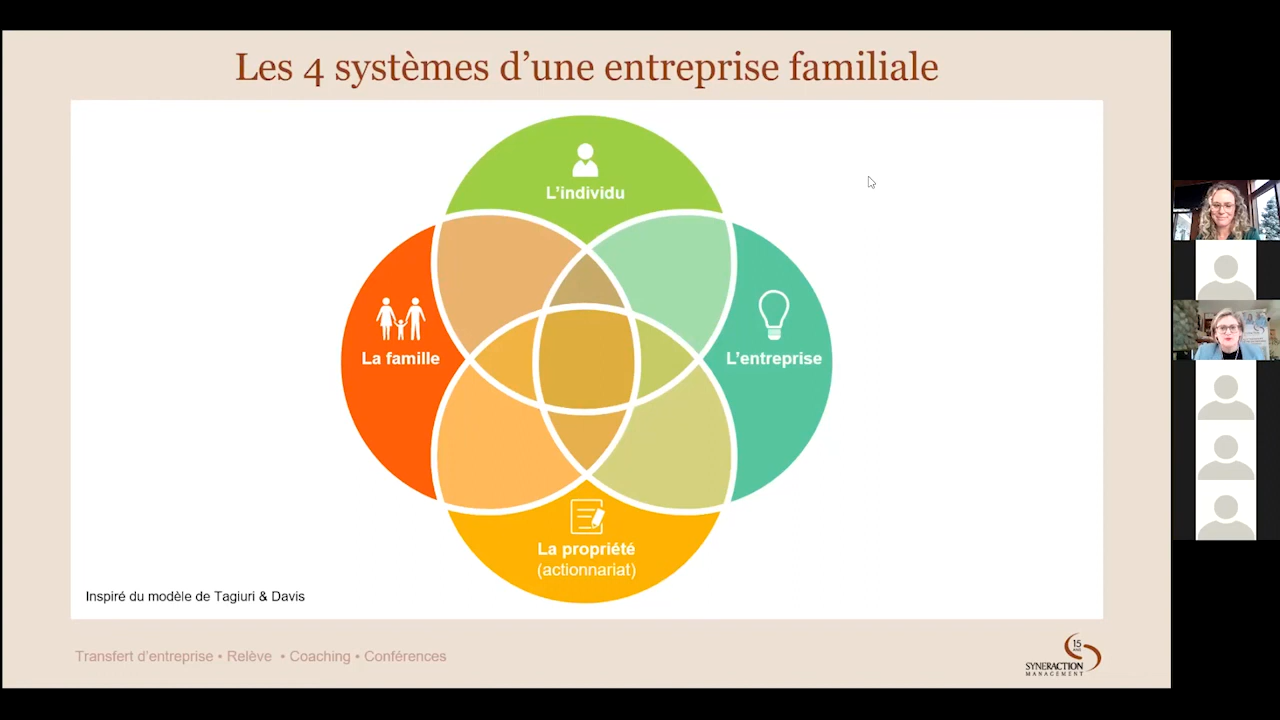 Les 4 systèmes d’une entreprise familiale
L’individu
La famille
L’entreprise
La propriété
(actionnariat)
Inspiré du modèle de Tagiuri & Davis
Transfert d’entreprise • Relève • Coaching • Conférences
15
SYNERACTION
MANAGEMENT